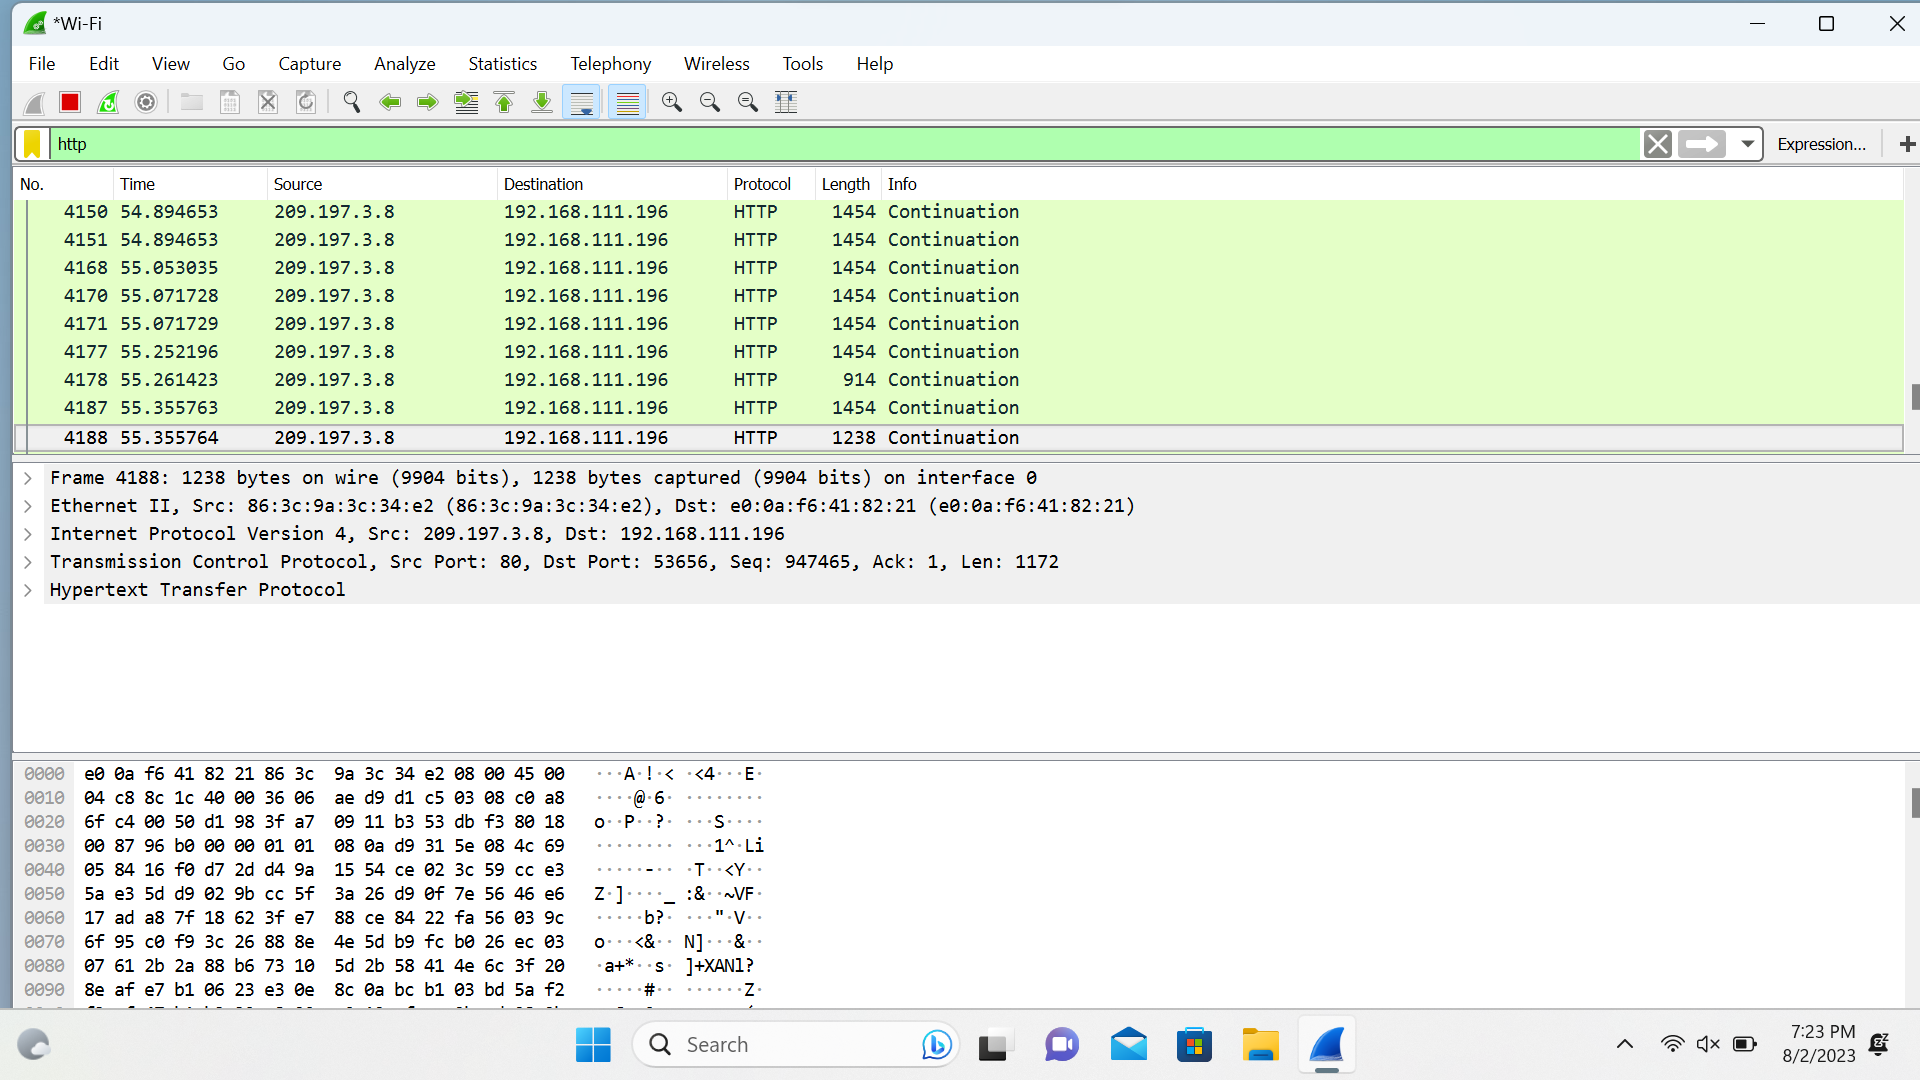 *Wi-Fi
File Edit View Go Capture Analyze Statistics Telephony Wireless Tools Help
http Expression... +
No. Time Source Destination Protocol Length Info
4150 54.894653 209.197.3.8 192.168.111.196 HTTP 1454 Continuation
4151 54.894653 209.197.3.8 192.168.111.196 HTTP 1454 Continuation
4168 55.053035 209.197.3.8 192.168.111.196 HTTP 1454 Continuation
4170 55.071728 209.197.3.8 192.168.111.196 HTTP 1454 Continuation
4171 55.071729 209.197.3.8 192.168.111.196 HTTP 1454 Continuation
4177 55.252196 209.197.3.8 192.168.111.196 HTTP 1454 Continuation
4178 55.261423 209.197.3.8 192.168.111.196 HTTP 914 Continuation
4187 55.355763 209.197.3.8 192.168.111.196 HTTP 1454 Continuation
4188 55.355764 209.197.3.8 192.168.111.196 HTTP 1238 Continuation
Frame 4188: 1238 bytes on wire (9904 bits), 1238 bytes captured (9904 bits) on interface 0
Ethernet II, Src: 86:3c:9a:3c:34:e2 (86:3c:9a:3c:34:e2), Dst: e0:0a:f6:41:82:21 (e0:0a:f6:41:82:21)
Internet Protocol Version 4, Src: 209.197.3.8, Dst: 192.168.111.196
Transmission Control Protocol, Src Port: 80, Dst Port: 53656, Seq: 947465, Ack: 1, Len: 1172
Hypertext Transfer Protocol
0000 e0 0a f6 41 82 21 86 3c 9a 3c 34 e2 08 00 45 00 ···A·!·< ·<4···E·
0010 04 c8 8c 1c 40 00 36 06 ae d9 d1 c5 03 08 c0 a8 ····@·6· ········
0020 6f c4 00 50 d1 98 3f a7 09 11 b3 53 db f3 80 18 o··P··?· ···S····
0030 00 87 96 b0 00 00 01 01 08 0a d9 31 5e 08 4c 69 ········ ···1^·Li
0040 05 84 16 f0 d7 2d d4 9a 15 54 ce 02 3c 59 cc e3 ·····-·· ·T··<Y··
0050 5a e3 5d d9 02 9b cc 5f 3a 26 d9 0f 7e 56 46 e6 Z·]····_ :&··~VF·
0060 17 ad a8 7f 18 62 3f e7 88 ce 84 22 fa 56 03 9c ·····b?· ···"·V··
0070 6f 95 c0 f9 3c 26 88 8e 4e 5d b9 fc b0 26 ec 03 o···<&·· N]···&··
0080 07 61 2b 2a 88 b6 73 10 5d 2b 58 41 4e 6c 3f 20 ·a+*··s· ]+XANl?
0090 8e af e7 b1 06 23 e3 0e 8c 0a bc b1 03 bd 5a f2 ·····#·· ······Z·
Search
7:23 PM
8/2/2023